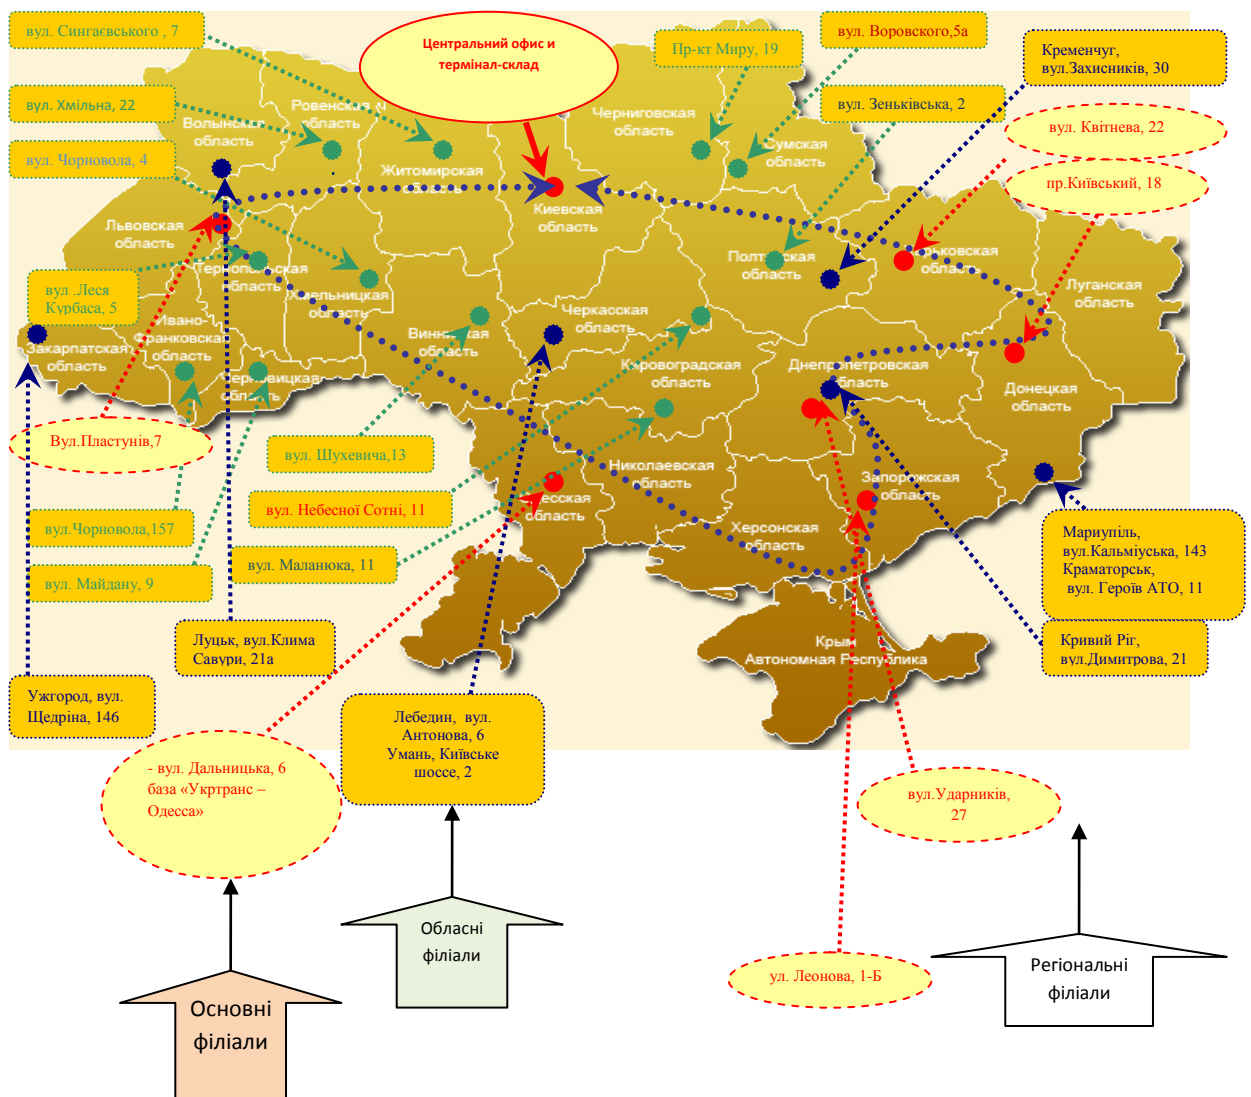 вул. Сингаєвського , 7
Центральний офис и
термінал-склад
Пр-кт Миру, 19
вул. Воровского,5а
Кременчуг,
вул.Захисників, 30
вул. Хмільна, 22
вул. Зеньківська, 2
вул. Квітнева, 22
вул. Чорновола, 4
пр.Київський, 18
Волынская
область
Ровенская
область
Житомирская
область
Киевская
область
Черниговская
область
Сумская
область
Львовская
область
Тернопольская
область
Хмельницкая
область
Винницкая
область
Черкасская
область
Полтавская
область
область
Луганская
область
вул .Леся
Курбаса, 5
Ивано-
Франковская
область
Закарпатская
область
Черновицкая
область
Кировоградская
область
Днепропетровская
область
Донецкая
область
Вул.Пластунів,7
вул. Шухевича,13
Николаевская
область
Запорожская
область
область
вул. Небесної Сотні, 11
Херсонская
область
вул.Чорновола,157
вул. Маланюка, 11
вул. Майдану, 9
Мариупіль,
вул.Кальміуська, 143
Краматорськ,
вул. Героїв АТО, 11
Луцьк, вул.Клима
Савури, 21а
Крым
Автономная Республика
Кривий Ріг,
вул.Димитрова, 21
Ужгород, вул.
Щедріна, 146
Лебедин, вул.
Антонова, 6
Умань, Київське
шоссе, 2
- вул. Дальницька, 6
база «Укртранс –
Одесса»
вул.Ударників,
27
Обласні
філіали
ул. Леонова, 1-Б
Регіональні
філіали
Основні
філіали